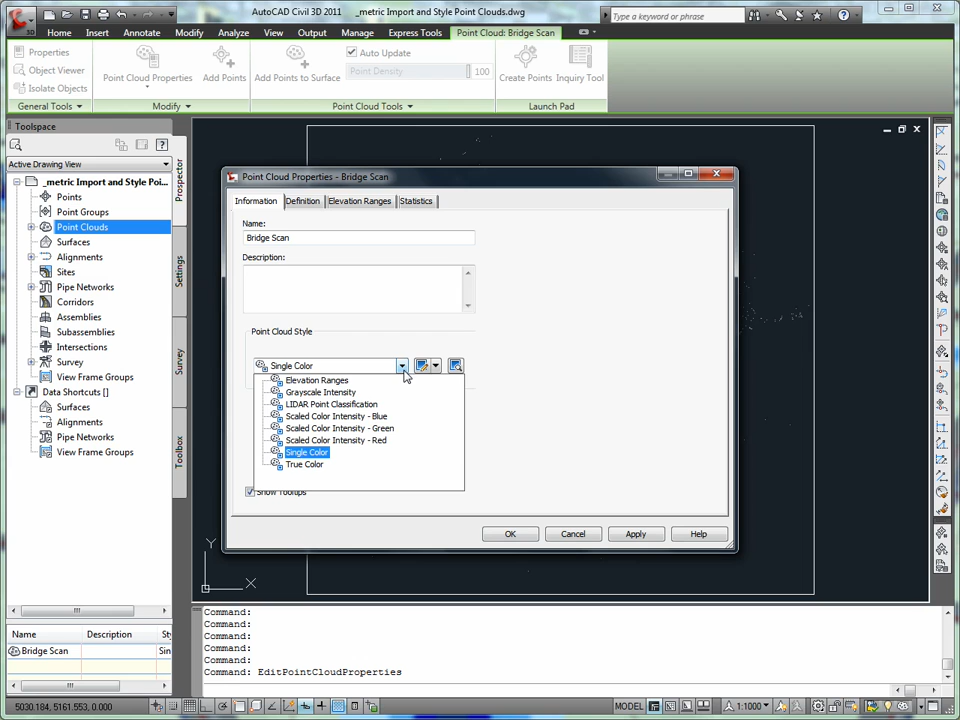 AutoCAD Civil 3D 2011 _metric Import and Style Point Clouds.dwg
Type a keyword or phrase
Home Insert Annotate Modify Analyze View Output Manage Express Tools Point Cloud: Bridge Scan
Properties
Object Viewer
Isolate Objects
Point Cloud Properties Add Points
Add Points to Surface
Auto Update
Point Density 100
Create Points Inquiry Tool
General Tools Modify Point Cloud Tools Launch Pad
Toolspace
Active Drawing View
_metric Import and Style Poi...
Points
Point Groups
Point Clouds
Surfaces
Alignments
Sites
Pipe Networks
Corridors
Assemblies
Subassemblies
Intersections
Survey
View Frame Groups
Data Shortcuts []
Surfaces
Alignments
Pipe Networks
View Frame Groups
Prospector
Settings
Survey
Toolbox
Name Description Sty
Bridge Scan Sin
Point Cloud Properties - Bridge Scan
Information Definition Elevation Ranges Statistics
Name:
Bridge Scan
Description:
Point Cloud Style
Single Color
Elevation Ranges
Grayscale Intensity
LIDAR Point Classification
Scaled Color Intensity - Blue
Scaled Color Intensity - Green
Scaled Color Intensity - Red
Single Color
True Color
Show Tooltips
OK Cancel Apply Help
Y
X
Command:
Command:
Command:
Command:
Command:
Command: EditPointCloudProperties
5030.184, 5161.553, 0.000
MODEL
1:1000